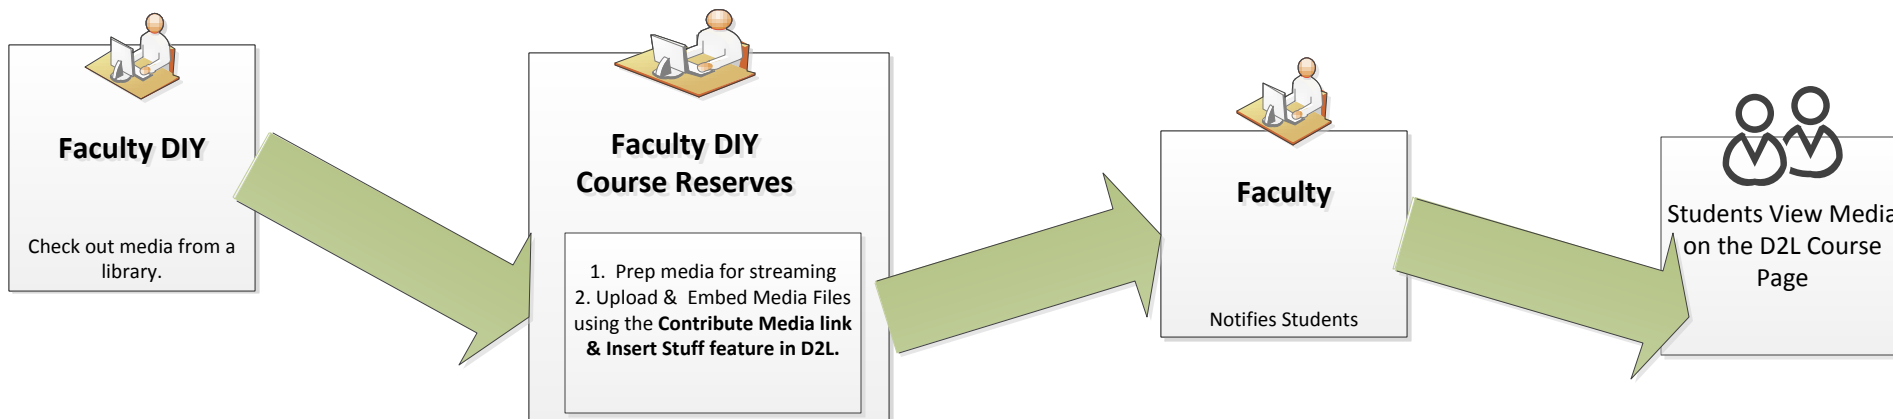 Faculty DIY
Check out media from a
library.
Faculty DIY
Course Reserves
1. Prep media for streaming
2. Upload & Embed Media Files
using the Contribute Media link
& Insert Stuff feature in D2L.
Faculty
Notifies Students
Students View Media
on the D2L Course
Page